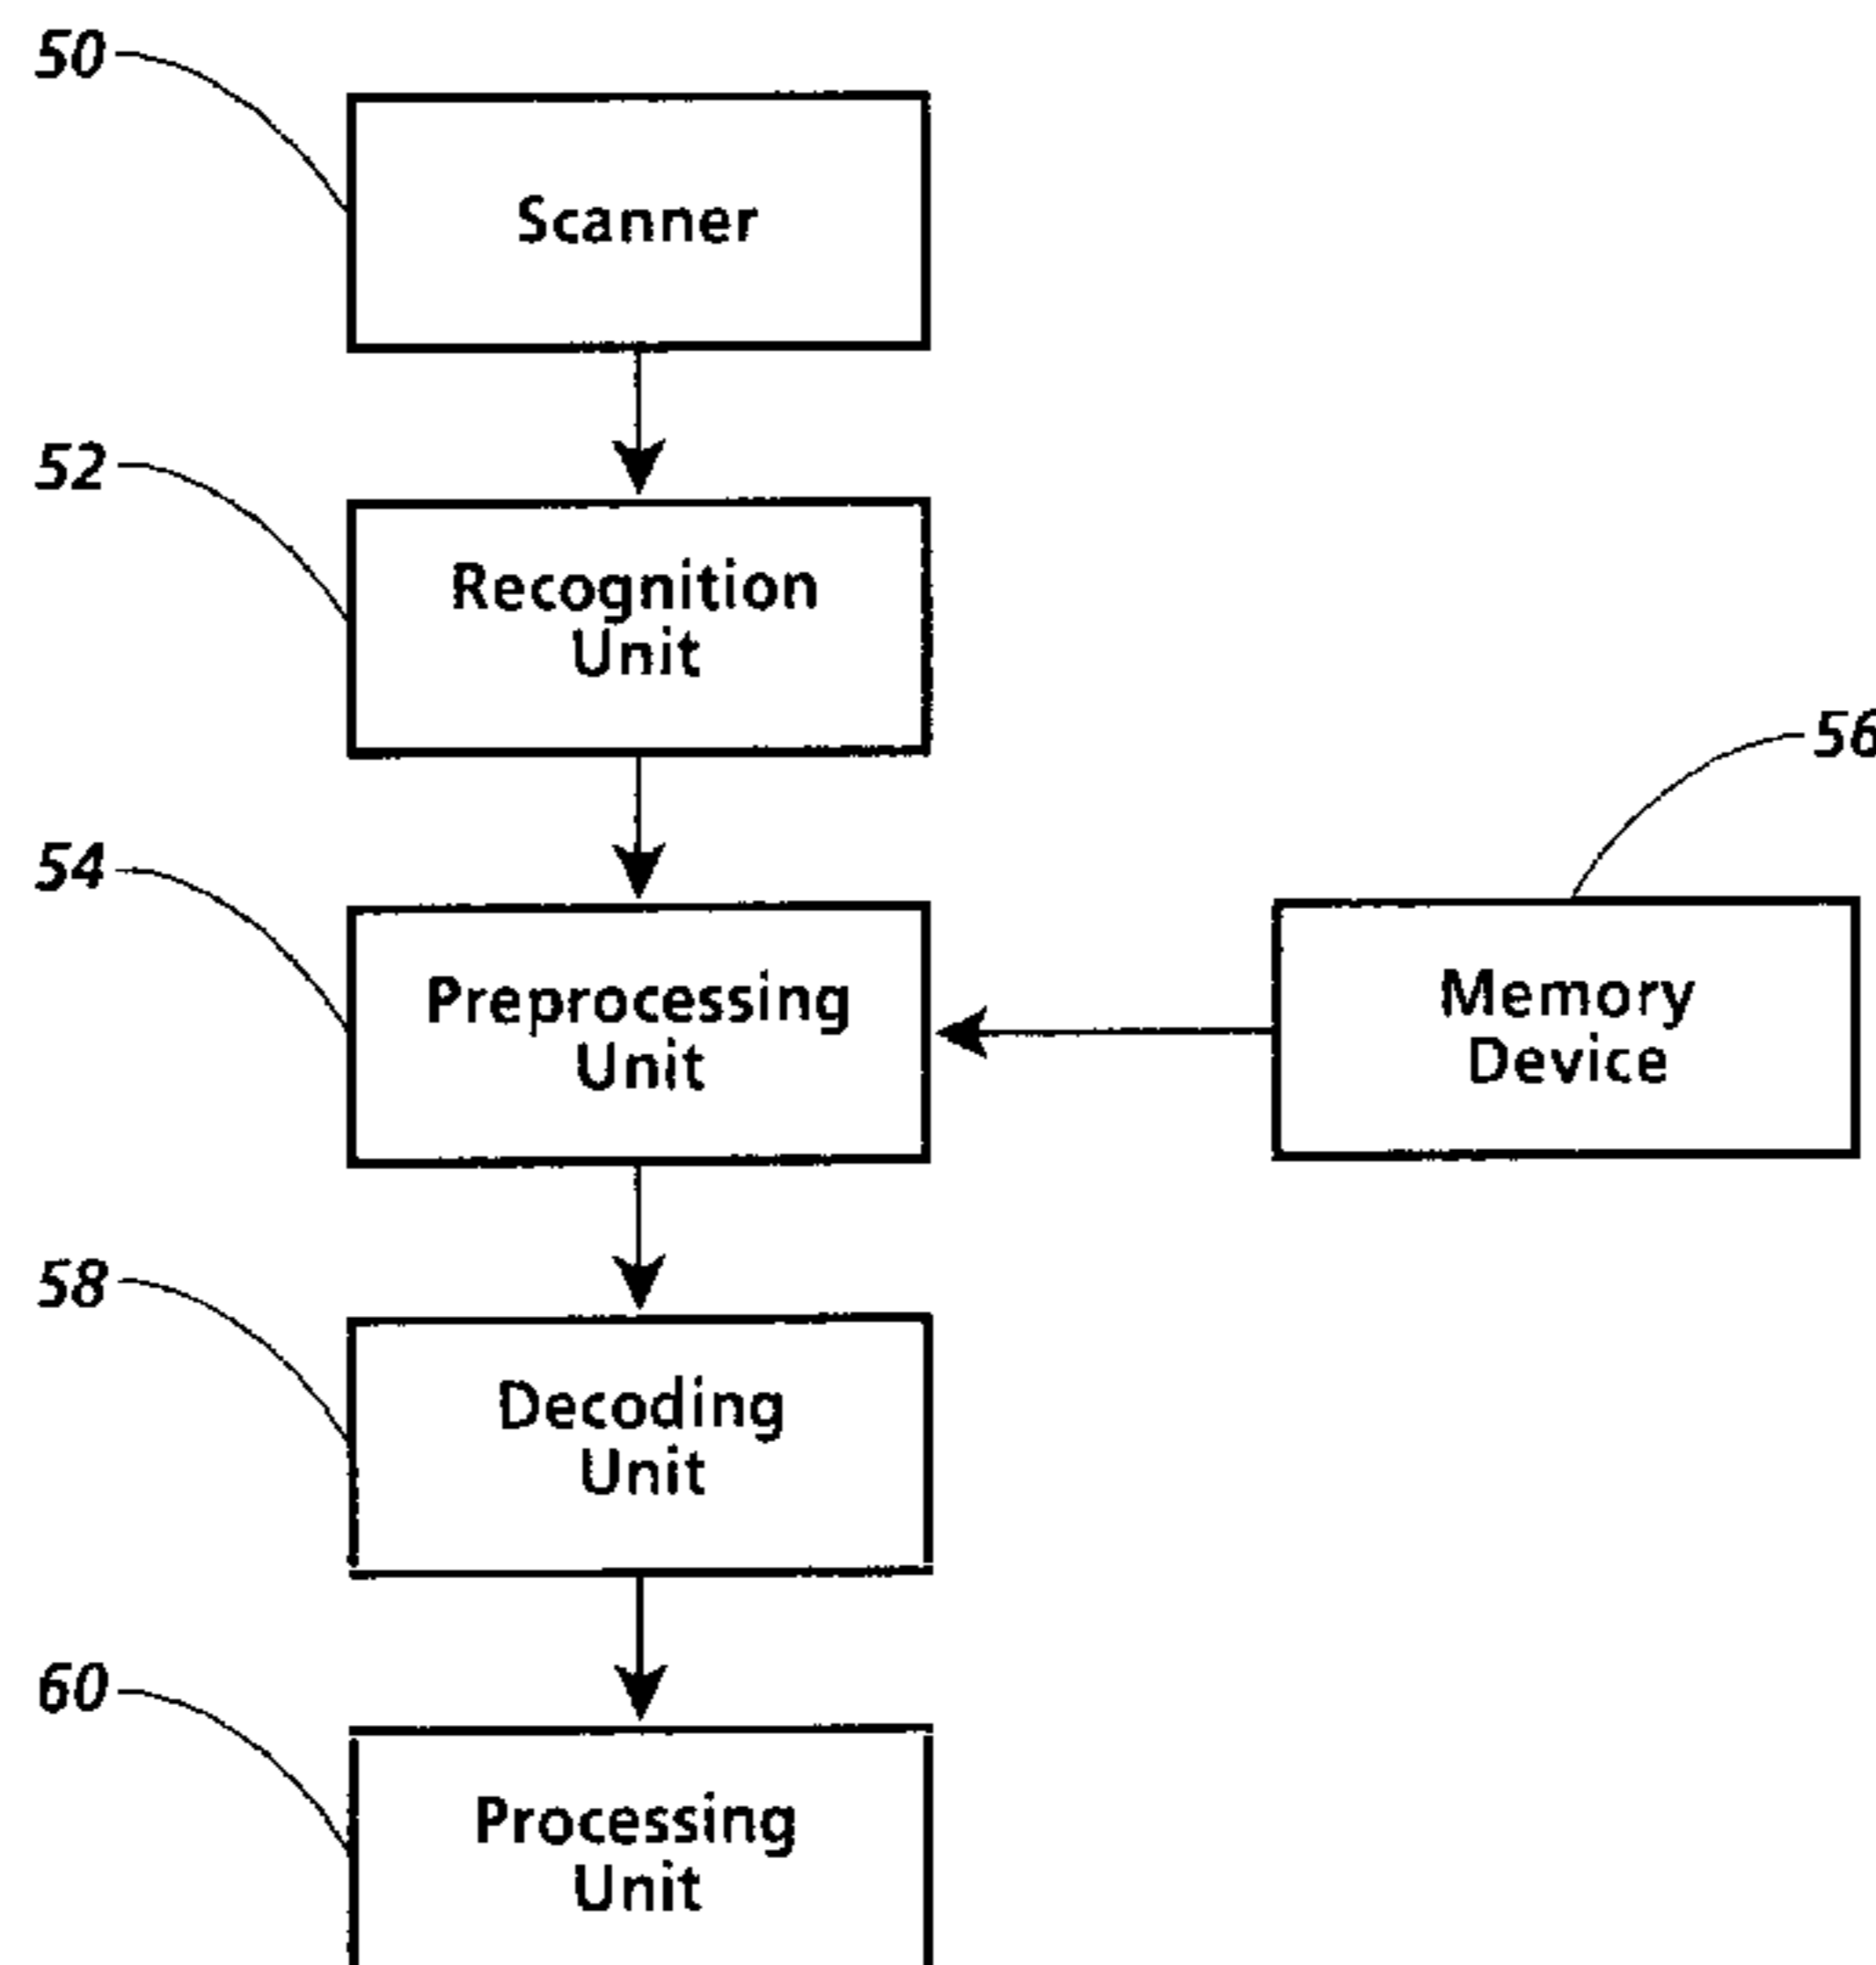 50
Scanner
52
Recognition
Unit
56
54
Preprocessing
Unit
Memory
Device
58
Decoding
Unit
60
Processing
Unit